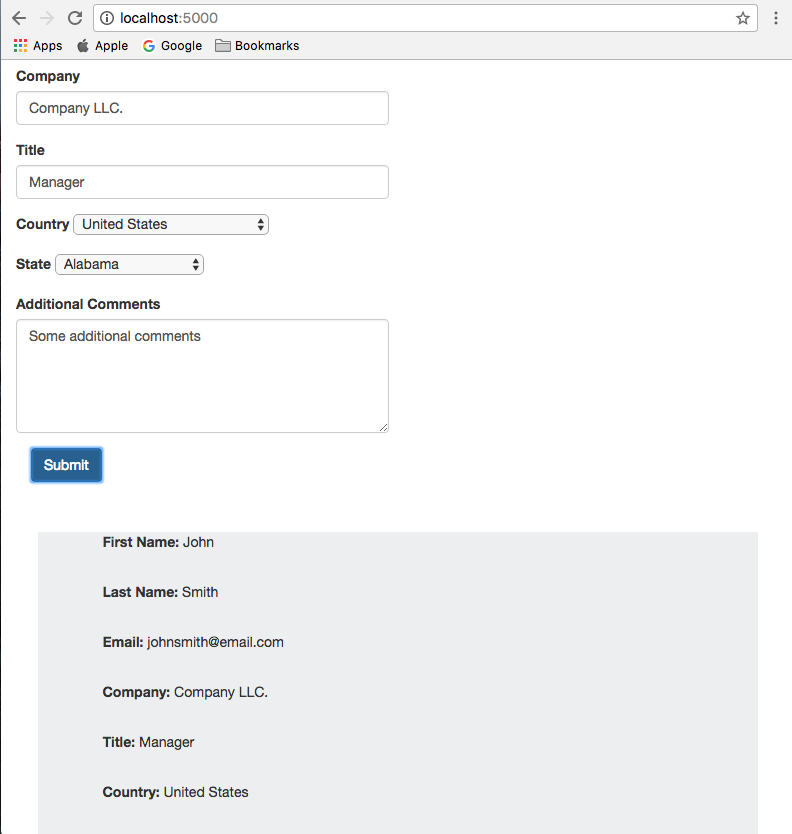 localhost:5000
Apps Apple Google Bookmarks
Company
Company LLC.
Title
Manager
Country United States
State Alabama
Additional Comments
Some additional comments
Submit
First Name: John
Last Name: Smith
Email: johnsmith@email.com
Company: Company LLC.
Title: Manager
Country: United States